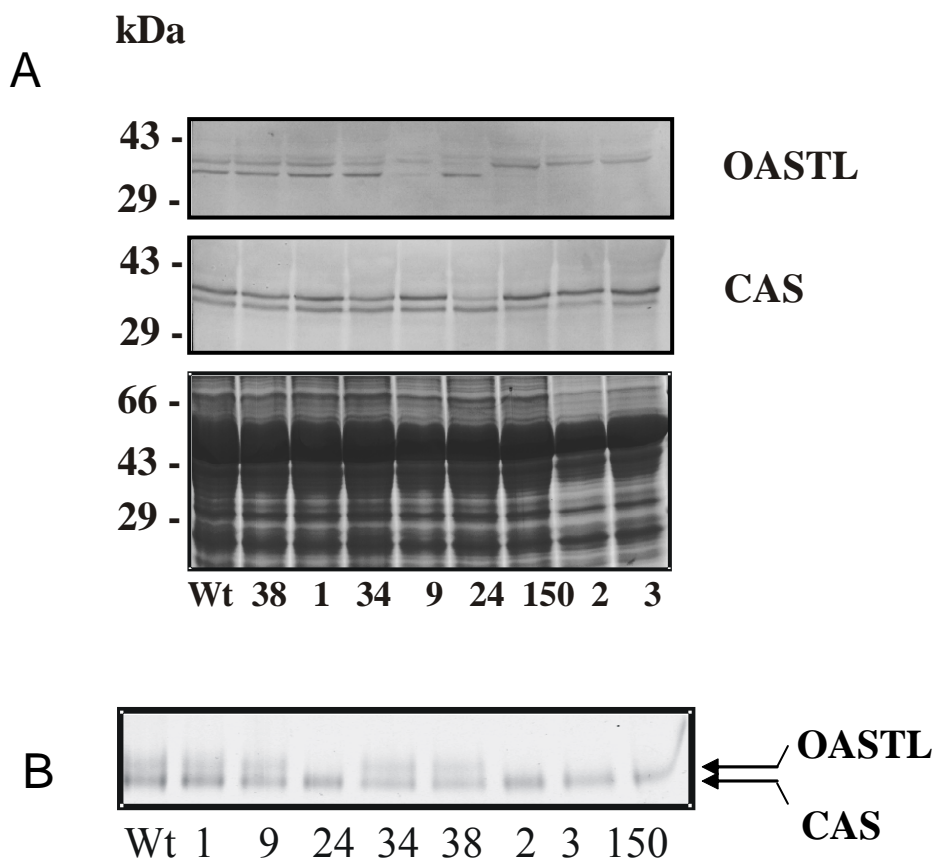 kDa
A
43 -
OASTL
29 -
43 -
CAS
29 -
66 -
43 -
29 -
Wt 38 1 34 9 24 150 2 3
B
OASTL
CAS
Wt 1 9 24 34 38 2 3 150